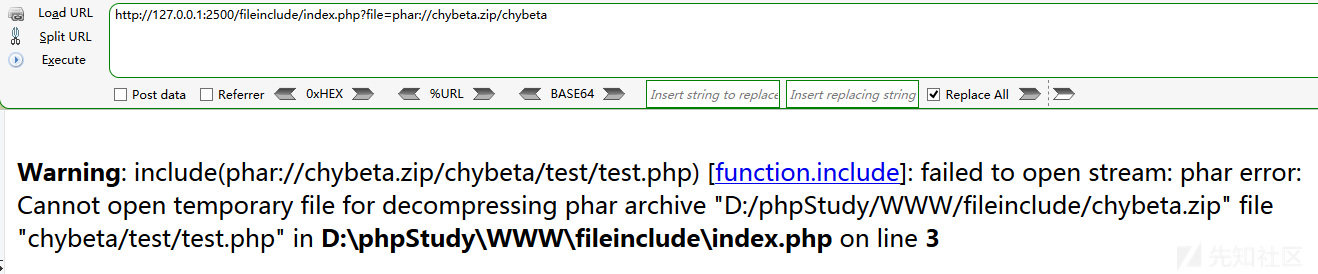 Load URL
http://127.0.0.1:2500/fileinclude/index.php?file=phar://chybeta.zip/chybeta
Split URL
Execute
Post data Referrer 0xHEX %URL BASE64 Insert string to replace Insert replacing string Replace All
Warning: include(phar://chybeta.zip/chybeta/test/test.php) [function.include]: failed to open stream: phar error:
Cannot open temporary file for decompressing phar archive "D:/phpStudy/WWW/fileinclude/chybeta.zip" file
"chybeta/test/test.php" in D:\phpStudy\WWW\fileinclude\index.php on line 3
先知社区